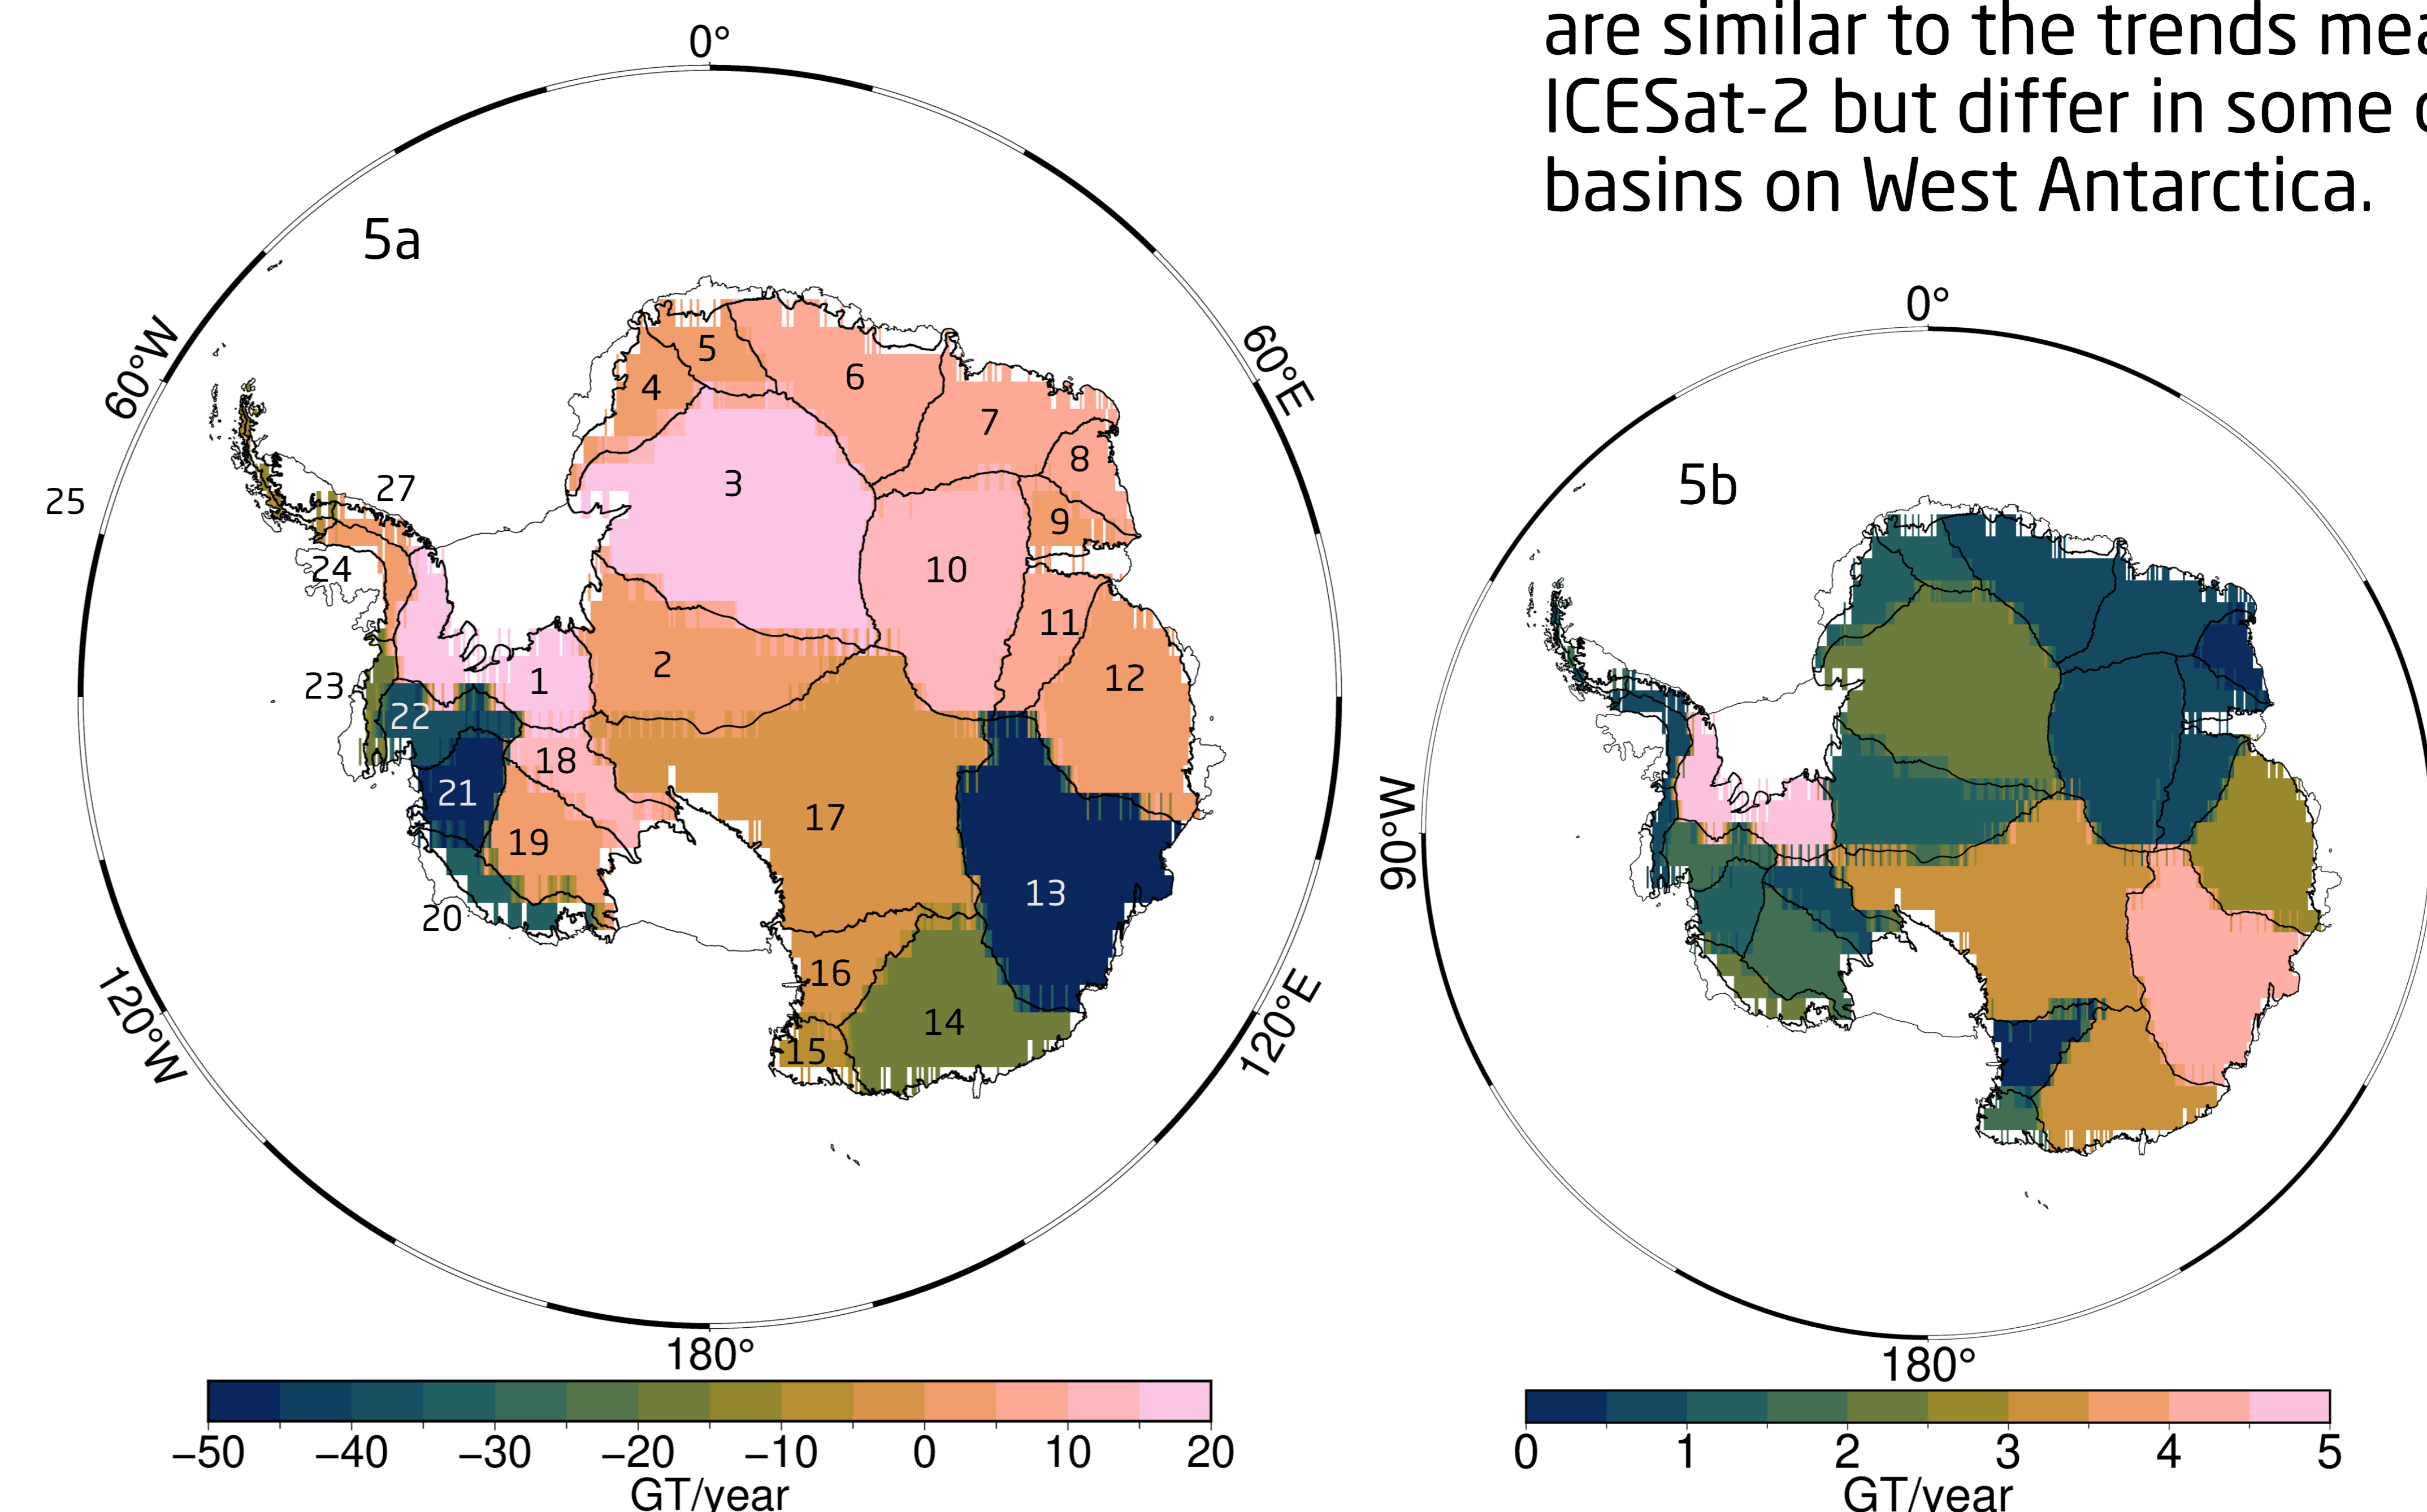 are similar to the trends
ICESat-2 but differ in some
basins on West Antarctica.
5a
0°
60°W
60°E
120°W
120°E
180°
25
27
24
23
22
21
20
19
18
1
2
3
4
5
6
7
8
9
10
11
12
13
14
15
16
17
−50 −40 −30 −20 −10 0 10 20
GT/year
5b
0°
90°W
180°
0 1 2 3 4 5
GT/year